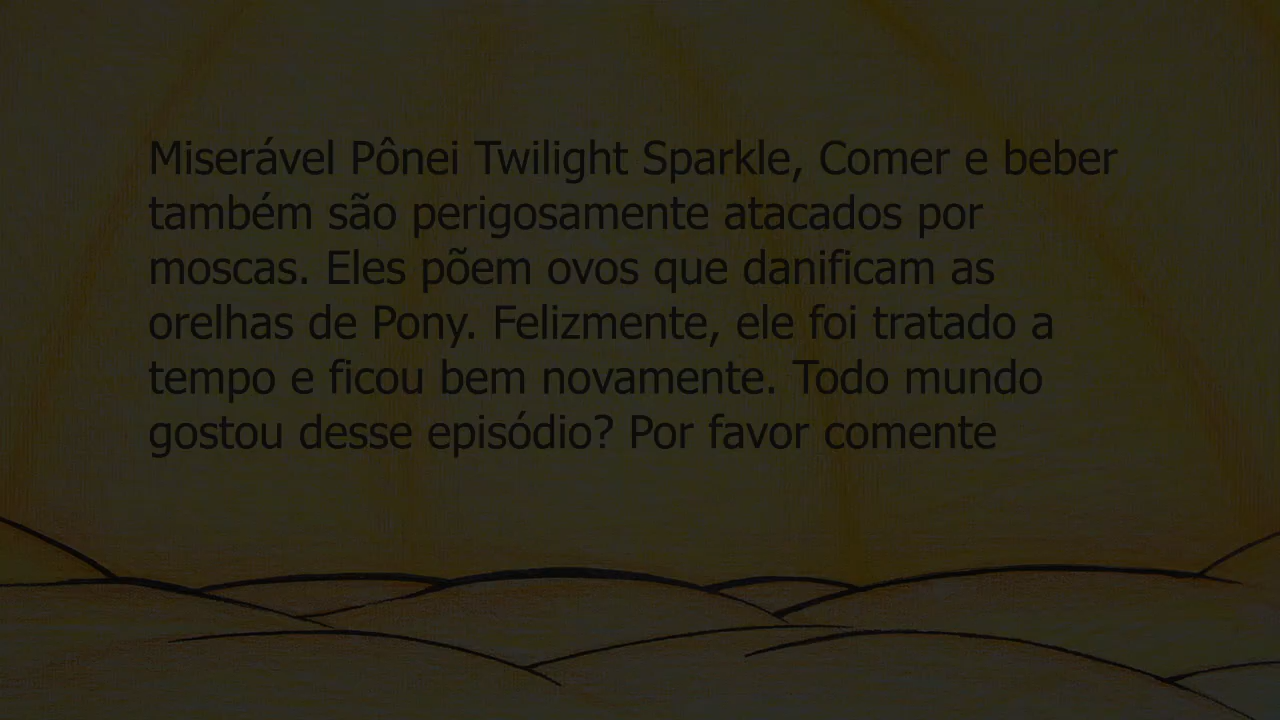 Miserável Pônei Twilight Sparkle, Comer e beber
também são perigosamente atacados por
moscas. Eles põem ovos que danificam as
orelhas de Pony. Felizmente, ele foi tratado a
tempo e ficou bem novamente. Todo mundo
gostou desse episódio? Por favor comente